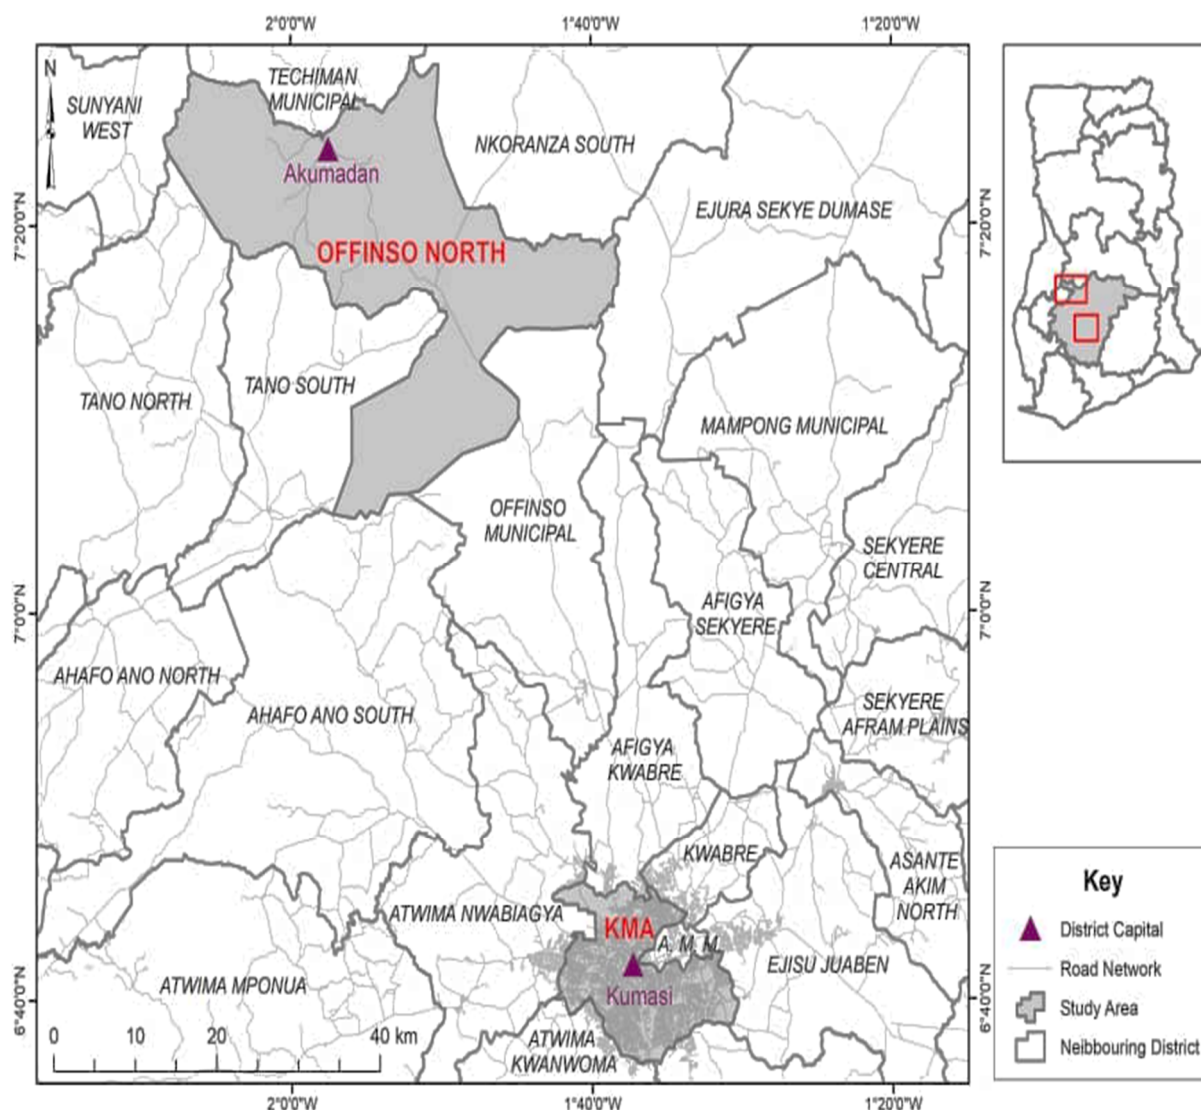 2°0'0"W 1°40'0"W 1°20'0"W
N
SUNYANI
WEST
TECHIMAN
MUNICIPAL
NKORANZA SOUTH
Akumadan
EJURA SEKYE DUMASE
7°20'0"N
7°20'0"N
OFFINSO NORTH
TANO SOUTH
TANO NORTH
MAMPONG MUNICIPAL
OFFINSO
MUNICIPAL
SEKYERE
CENTRAL
7°0'0"N
7°0'0"N
AFIGYA
SEKYERE
AHAFO ANO NORTH
AHAFO ANO SOUTH
SEKYERE
AFRAM PLAINS
AFIGYA
KWABRE
KWABRE
ASANTE
AKIM
NORTH
ATWIMA NWABIAGYA
KMA
A. M. M.
EJISU JUABEN
ATWIMA MPONUA
Kumasi
6°40'0"N
6°40'0"N
ATWIMA
KWANWOMA
0 10 20 40 km
2°0'0"W 1°40'0"W 1°20'0"W
Key
District Capital
Road Network
Study Area
Neibbouring District